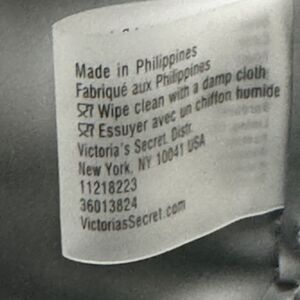 Made in Philippines
Fabriqué aux Philippines
Wipe clean with a damp cloth
Essuyer avec un chiffon humide
Victoria's Secret Distr.
New York, NY 10041 USA
11218223
36013824
VictoriasSecret.com